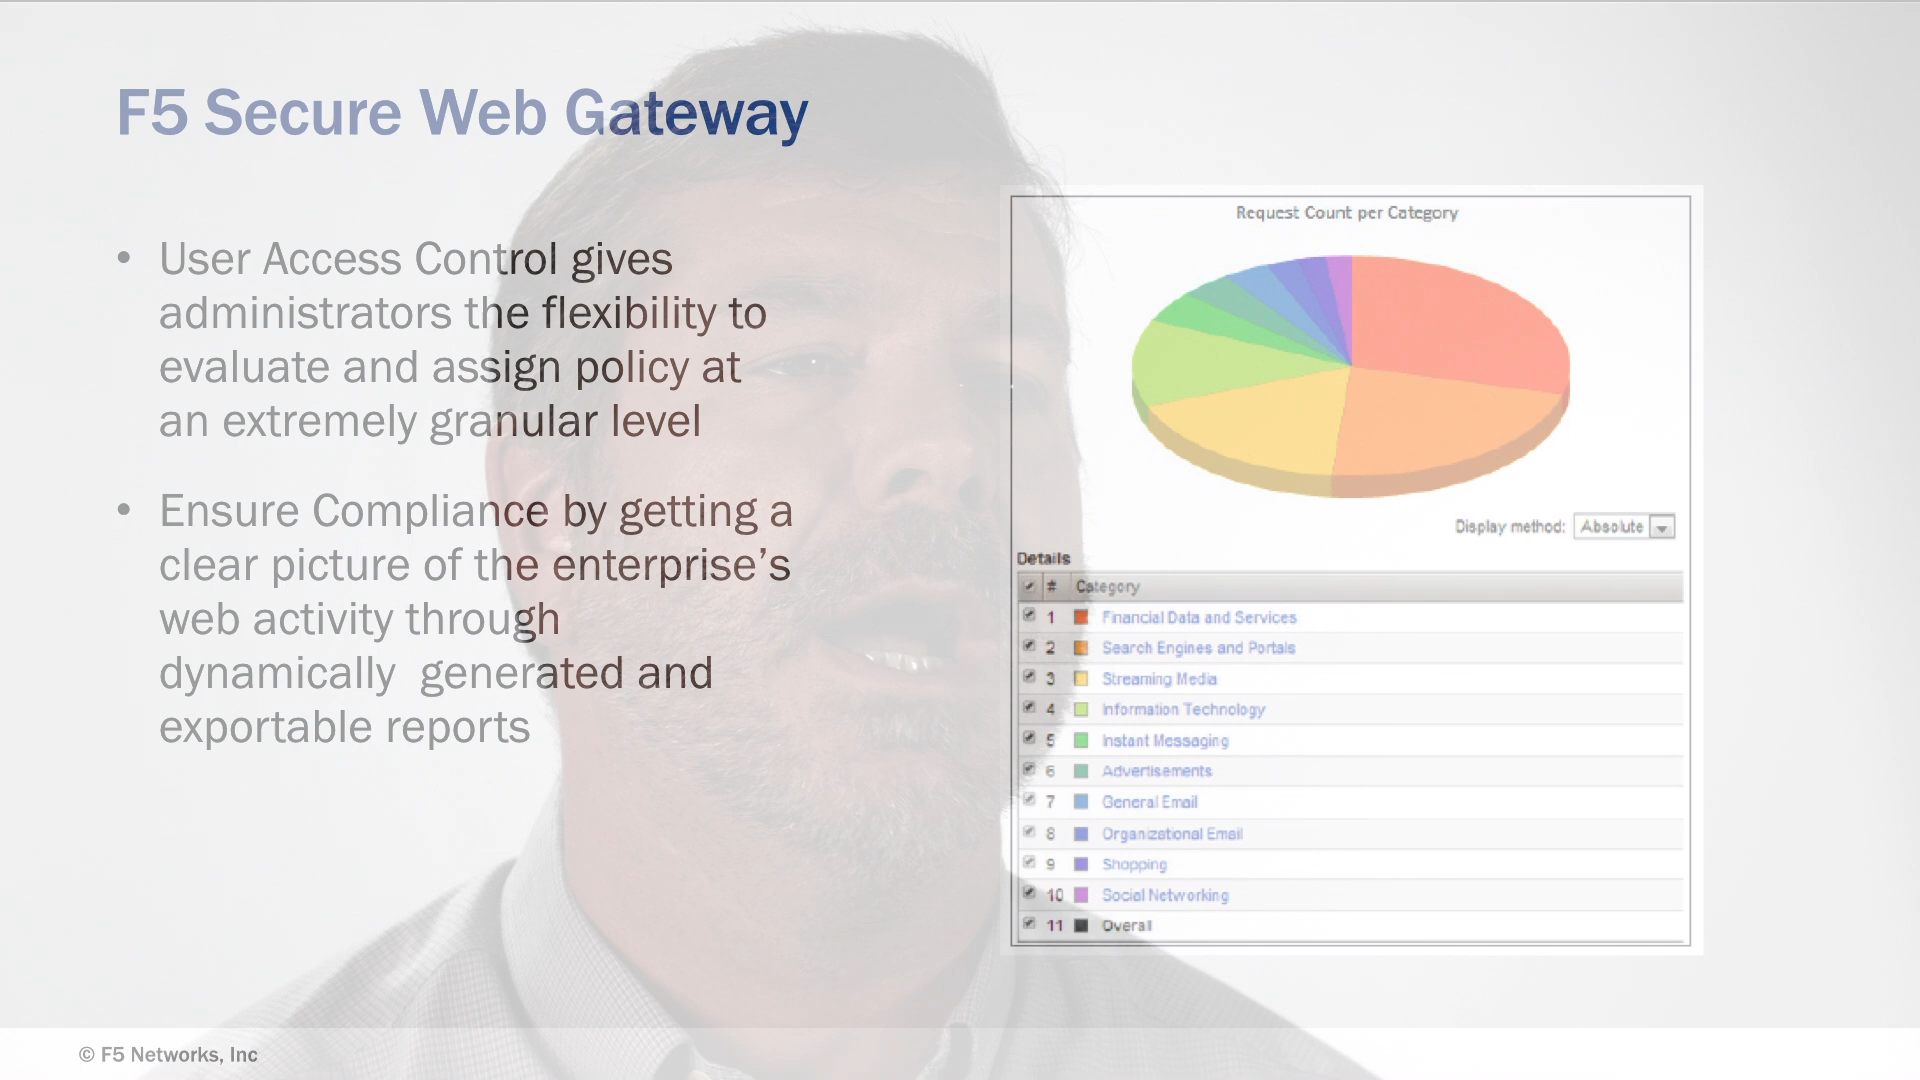 F5 Secure Web Gateway
• User Access Control gives
administrators the flexibility to
evaluate and assign policy at
an extremely granular level
• Ensure Compliance by getting a
clear picture of the enterprise’s
web activity through
dynamically  generated and
exportable reports
Request Count per Category
Display method: Absolute
Details
# Category
1 Financial Data and Services
2 Search Engines and Portals
3 Streaming Media
4 Information Technology
5 Instant Messaging
6 Advertisements
7 General Email
8 Organizational Email
9 Shopping
10 Social Networking
11 Overall
© F5 Networks, Inc